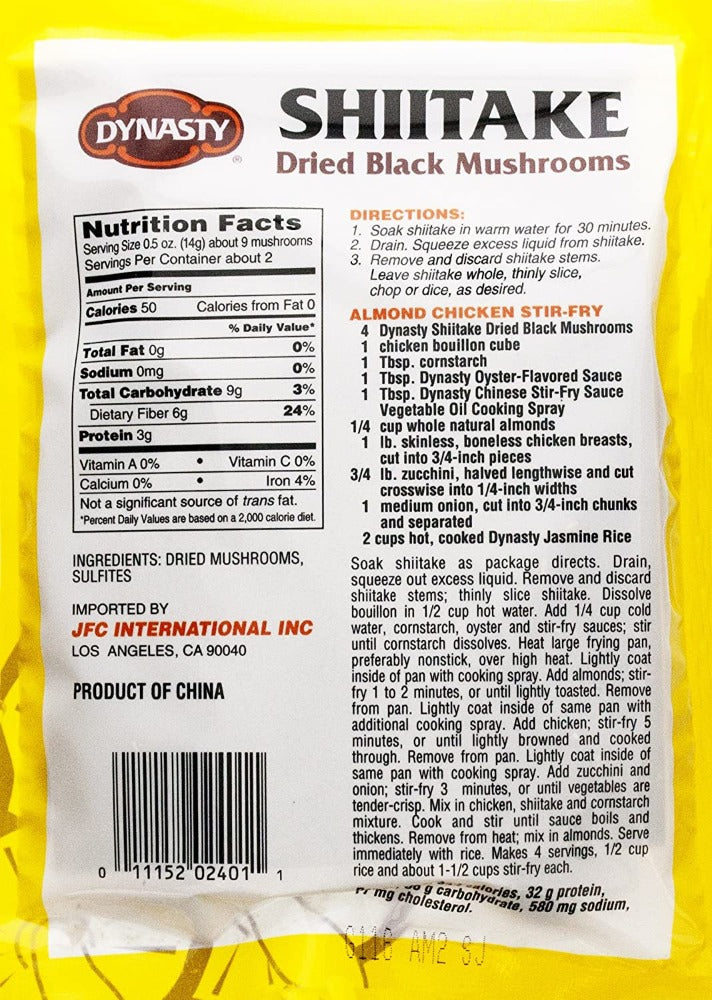 DYNASTY
®
SHIITAKE
Dried Black Mushrooms
Nutrition Facts
Serving Size 0.5 oz. (14g) about 9 mushrooms
Servings Per Container about 2
Amount Per Serving
Calories 50 Calories from Fat 0
% Daily Value*
Total Fat 0g 0%
Sodium 0mg 0%
Total Carbohydrate 9g 3%
Dietary Fiber 6g 24%
Protein 3g
Vitamin A 0% • Vitamin C 0%
Calcium 0% • Iron 4%
Not a significant source of trans fat.
*Percent Daily Values are based on a 2,000 calorie diet.
INGREDIENTS: DRIED MUSHROOMS,
SULFITES
IMPORTED BY
JFC INTERNATIONAL INC
LOS ANGELES, CA 90040
PRODUCT OF CHINA
0 11152 02401 1
DIRECTIONS:
1. Soak shiitake in warm water for 30 minutes.
2. Drain. Squeeze excess liquid from shiitake.
3. Remove and discard shiitake stems.
Leave shiitake whole, thinly slice,
chop or dice, as desired.
ALMOND CHICKEN STIR-FRY
4 Dynasty Shiitake Dried Black Mushrooms
1 chicken bouillon cube
1 Tbsp. cornstarch
1 Tbsp. Dynasty Oyster-Flavored Sauce
1 Tbsp. Dynasty Chinese Stir-Fry Sauce
Vegetable Oil Cooking Spray
1/4 cup whole natural almonds
1 lb. skinless, boneless chicken breasts,
cut into 3/4-inch pieces
3/4 lb. zucchini, halved lengthwise and cut
crosswise into 1/4-inch widths
1 medium onion, cut into 3/4-inch chunks
and separated
2 cups hot, cooked Dynasty Jasmine Rice
Soak shiitake as package directs. Drain,
squeeze out excess liquid. Remove and discard
shiitake stems; thinly slice shiitake. Dissolve
bouillon in 1/2 cup hot water. Add 1/4 cup cold
water, cornstarch, oyster and stir-fry sauces; stir
until cornstarch dissolves. Heat large frying pan,
preferably nonstick, over high heat. Lightly coat
inside of pan with cooking spray. Add almonds; stir-
fry 1 to 2 minutes, or until lightly toasted. Remove
from pan. Lightly coat inside of same pan with
additional cooking spray. Add chicken; stir-fry 5
minutes, or until lightly browned and cooked
through. Remove from pan. Lightly coat inside of
same pan with cooking spray. Add zucchini and
onion; stir-fry 3 minutes, or until vegetables are
tender-crisp. Mix in chicken, shiitake and cornstarch
mixture. Cook and stir until sauce boils and
thickens. Remove from heat; mix in almonds. Serve
immediately with rice. Makes 4 servings, 1/2 cup
rice and about 1-1/2 cups stir-fry each.
calories, 32 g protein,
g carbohydrate, 580 mg sodium,
mg cholesterol.
6116 AM2 SJ